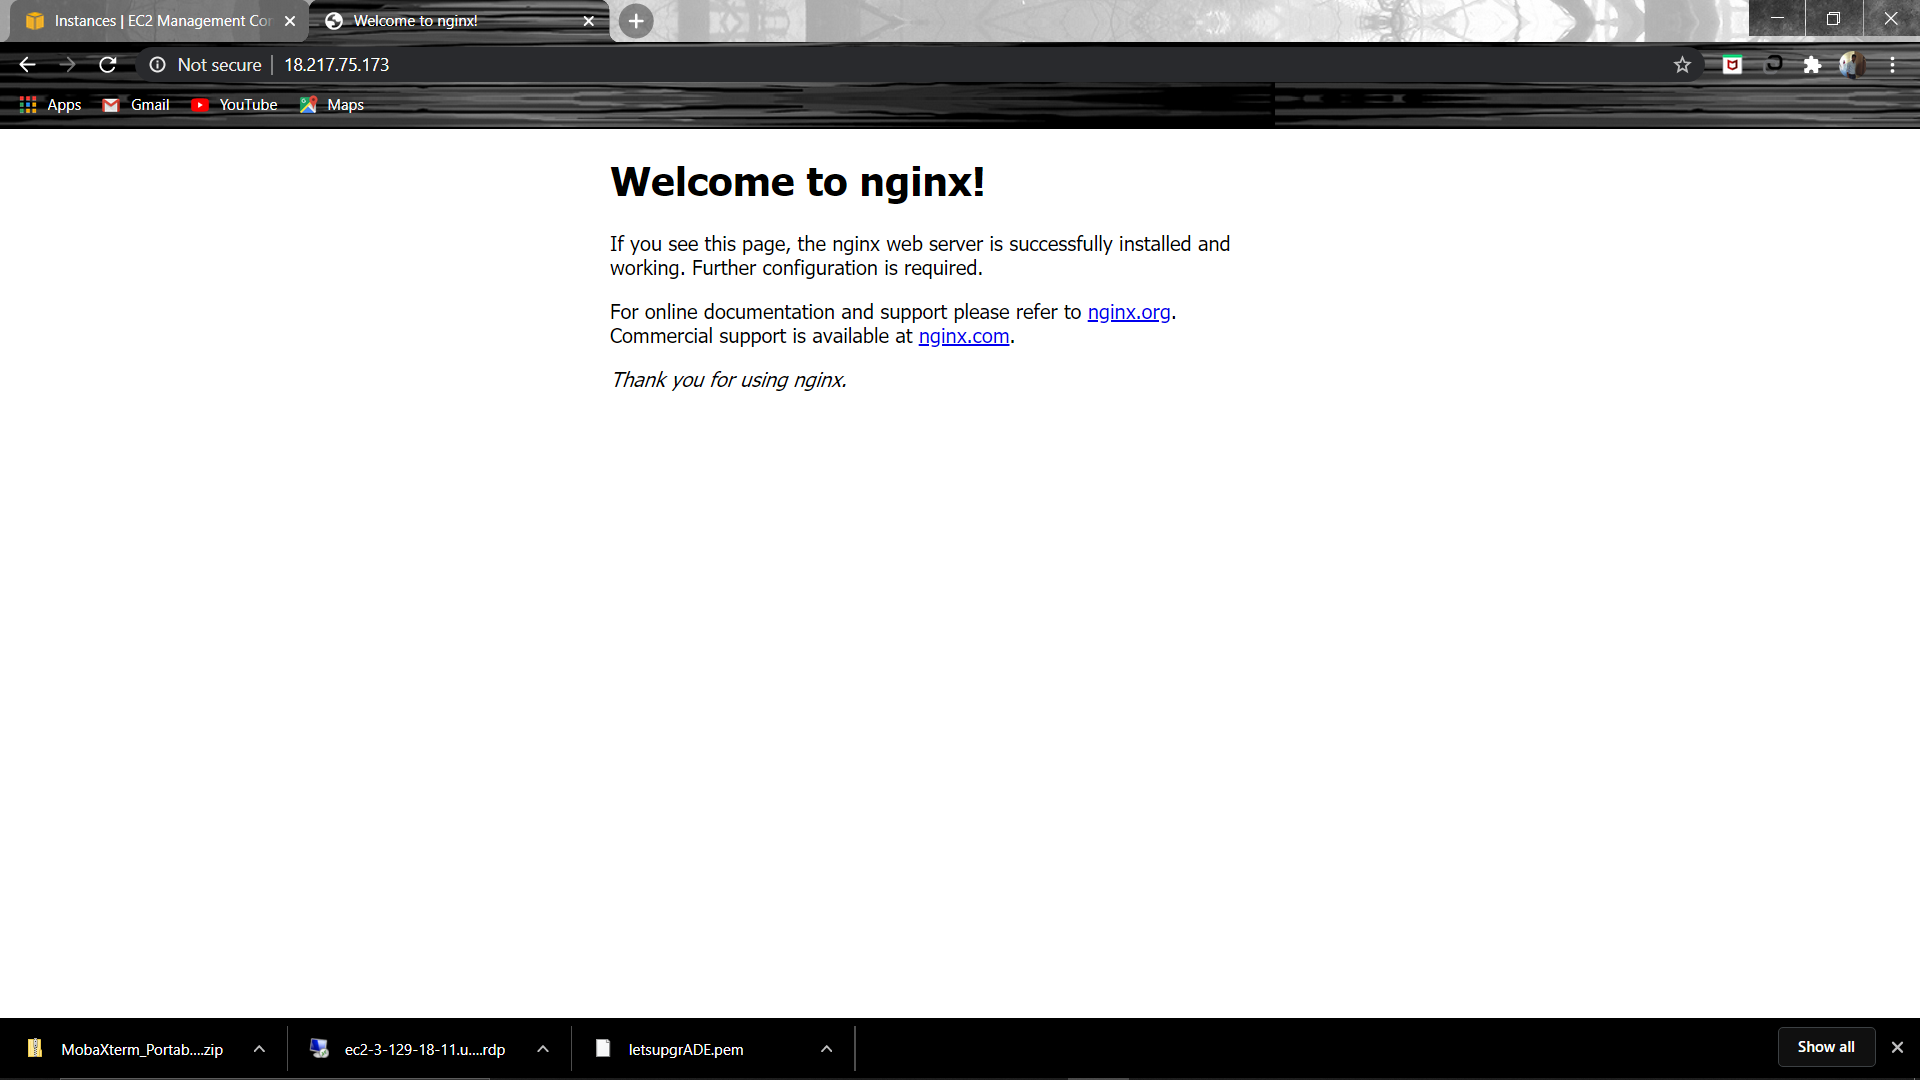 Instances | EC2 Management Con
Welcome to nginx!
Not secure | 18.217.75.173
Apps Gmail YouTube Maps
Welcome to nginx!
If you see this page, the nginx web server is successfully installed and
working. Further configuration is required.
For online documentation and support please refer to nginx.org.
Commercial support is available at nginx.com.
Thank you for using nginx.
MobaXterm_Portab....zip
ec2-3-129-18-11.u....rdp
letsupgrADE.pem
Show all